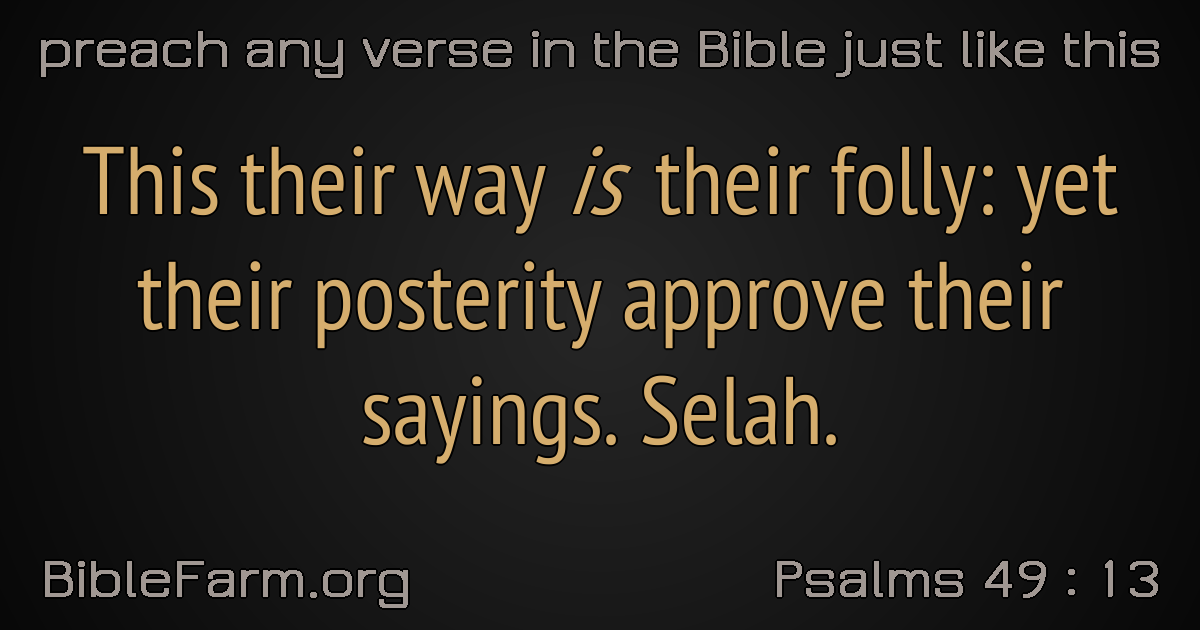 preach any verse in the Bible just like this
This their way is their folly: yet
their posterity approve their
sayings. Selah.
BibleFarm.org
Psalms 49 : 13